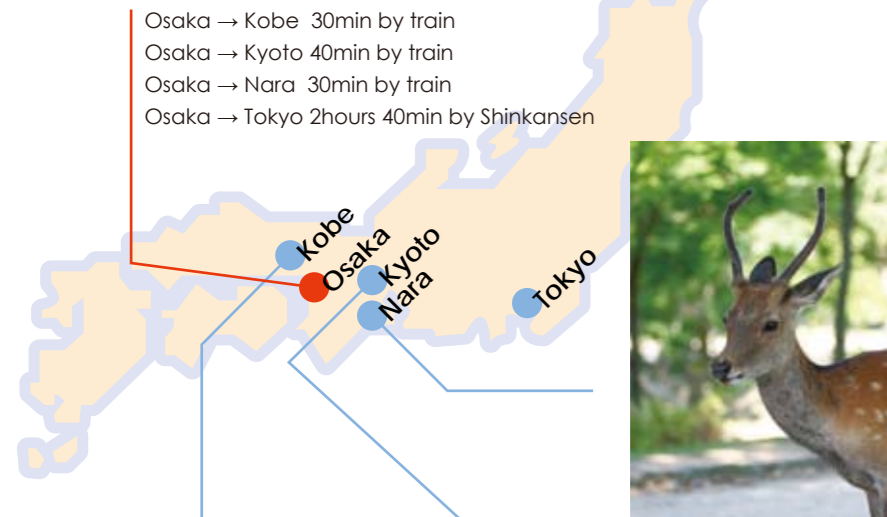 Osaka → Kobe 30min by train
Osaka → Kyoto 40min by train
Osaka → Nara 30min by train
Osaka → Tokyo 2hours 40min by Shinkansen
Kobe
Osaka
Kyoto
Nara
Tokyo